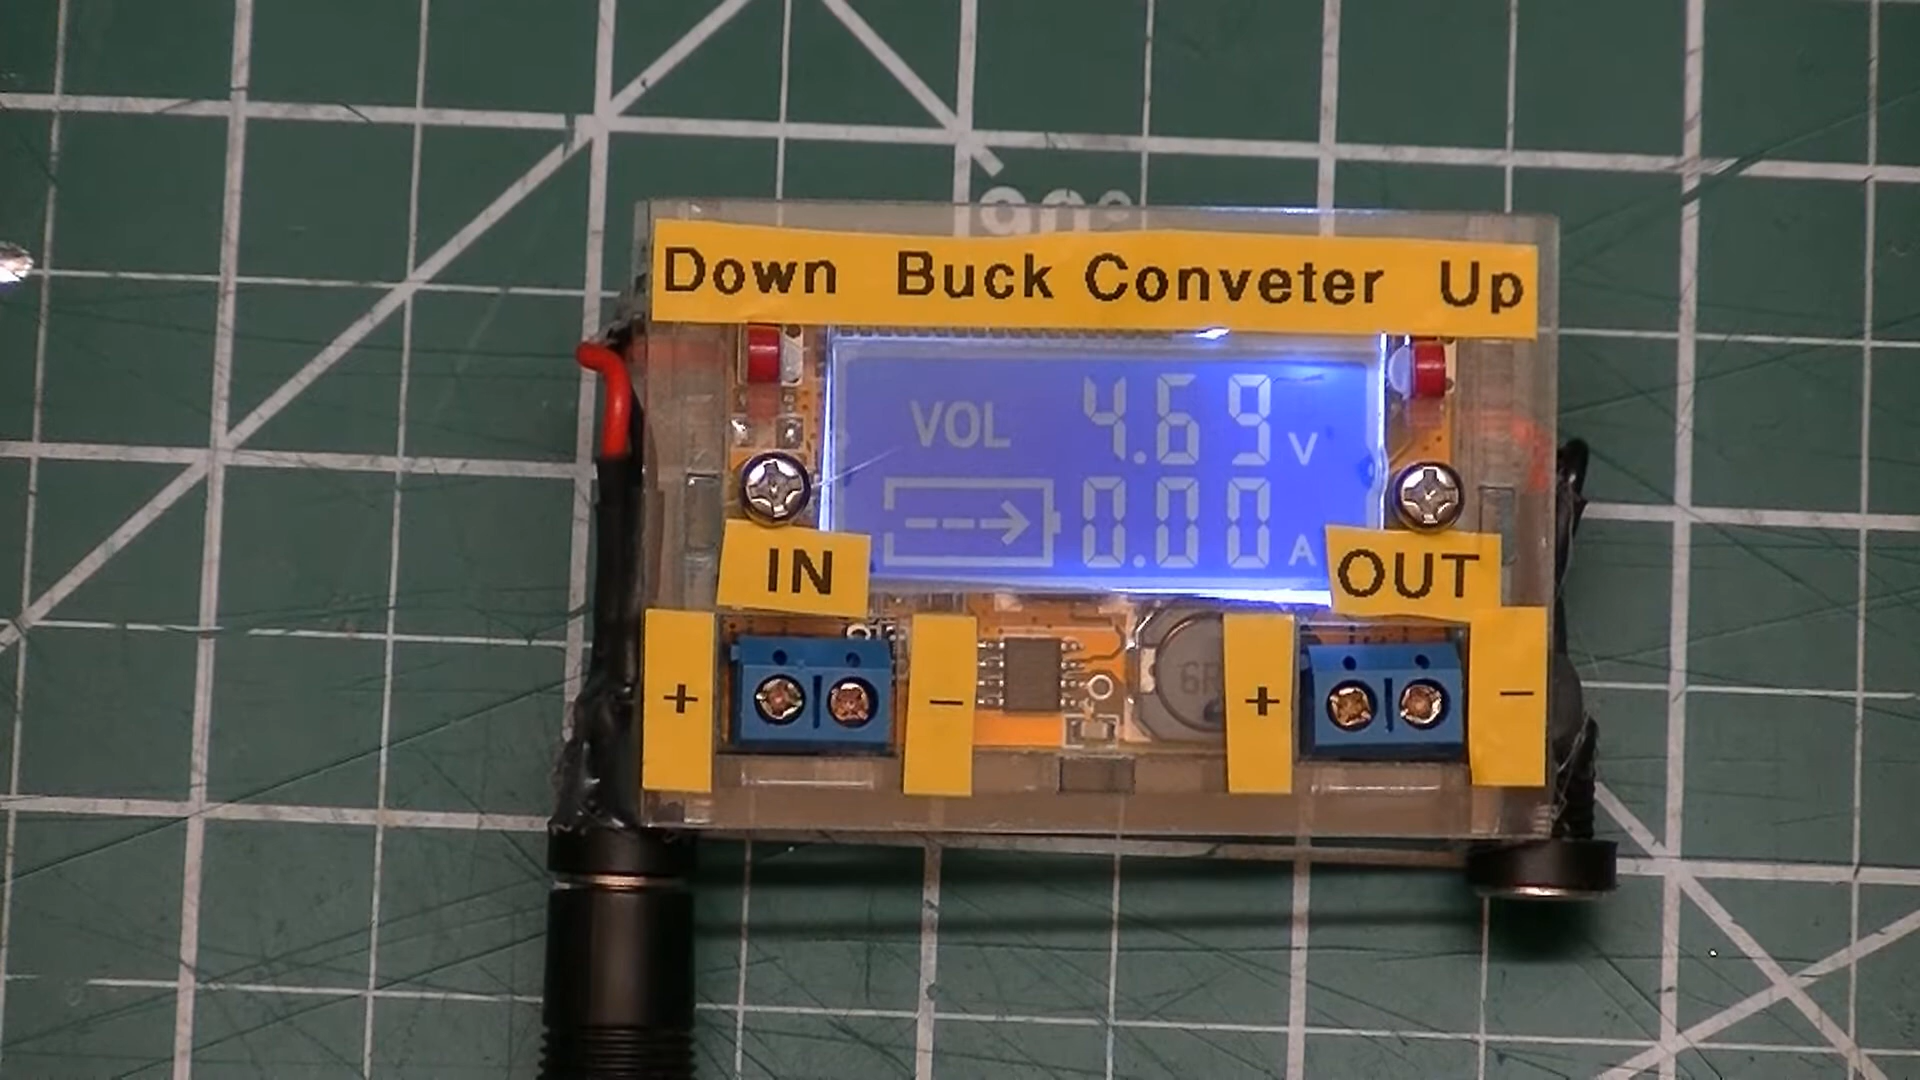 Down Buck Conveter Up
VOL 4.69 V
0.00 A
IN OUT
+ − + −